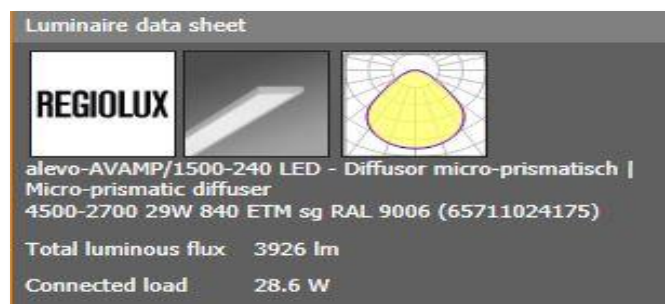 Luminaire data sheet
REGIOLUX
alevo-AVAMP/1500-240 LED - Diffusor micro-prismatisch |
Micro-prismatic diffuser
4500-2700 29W 840 ETM sg RAL 9006 (65711024175)
Total luminous flux 3926 lm
Connected load 28.6 W